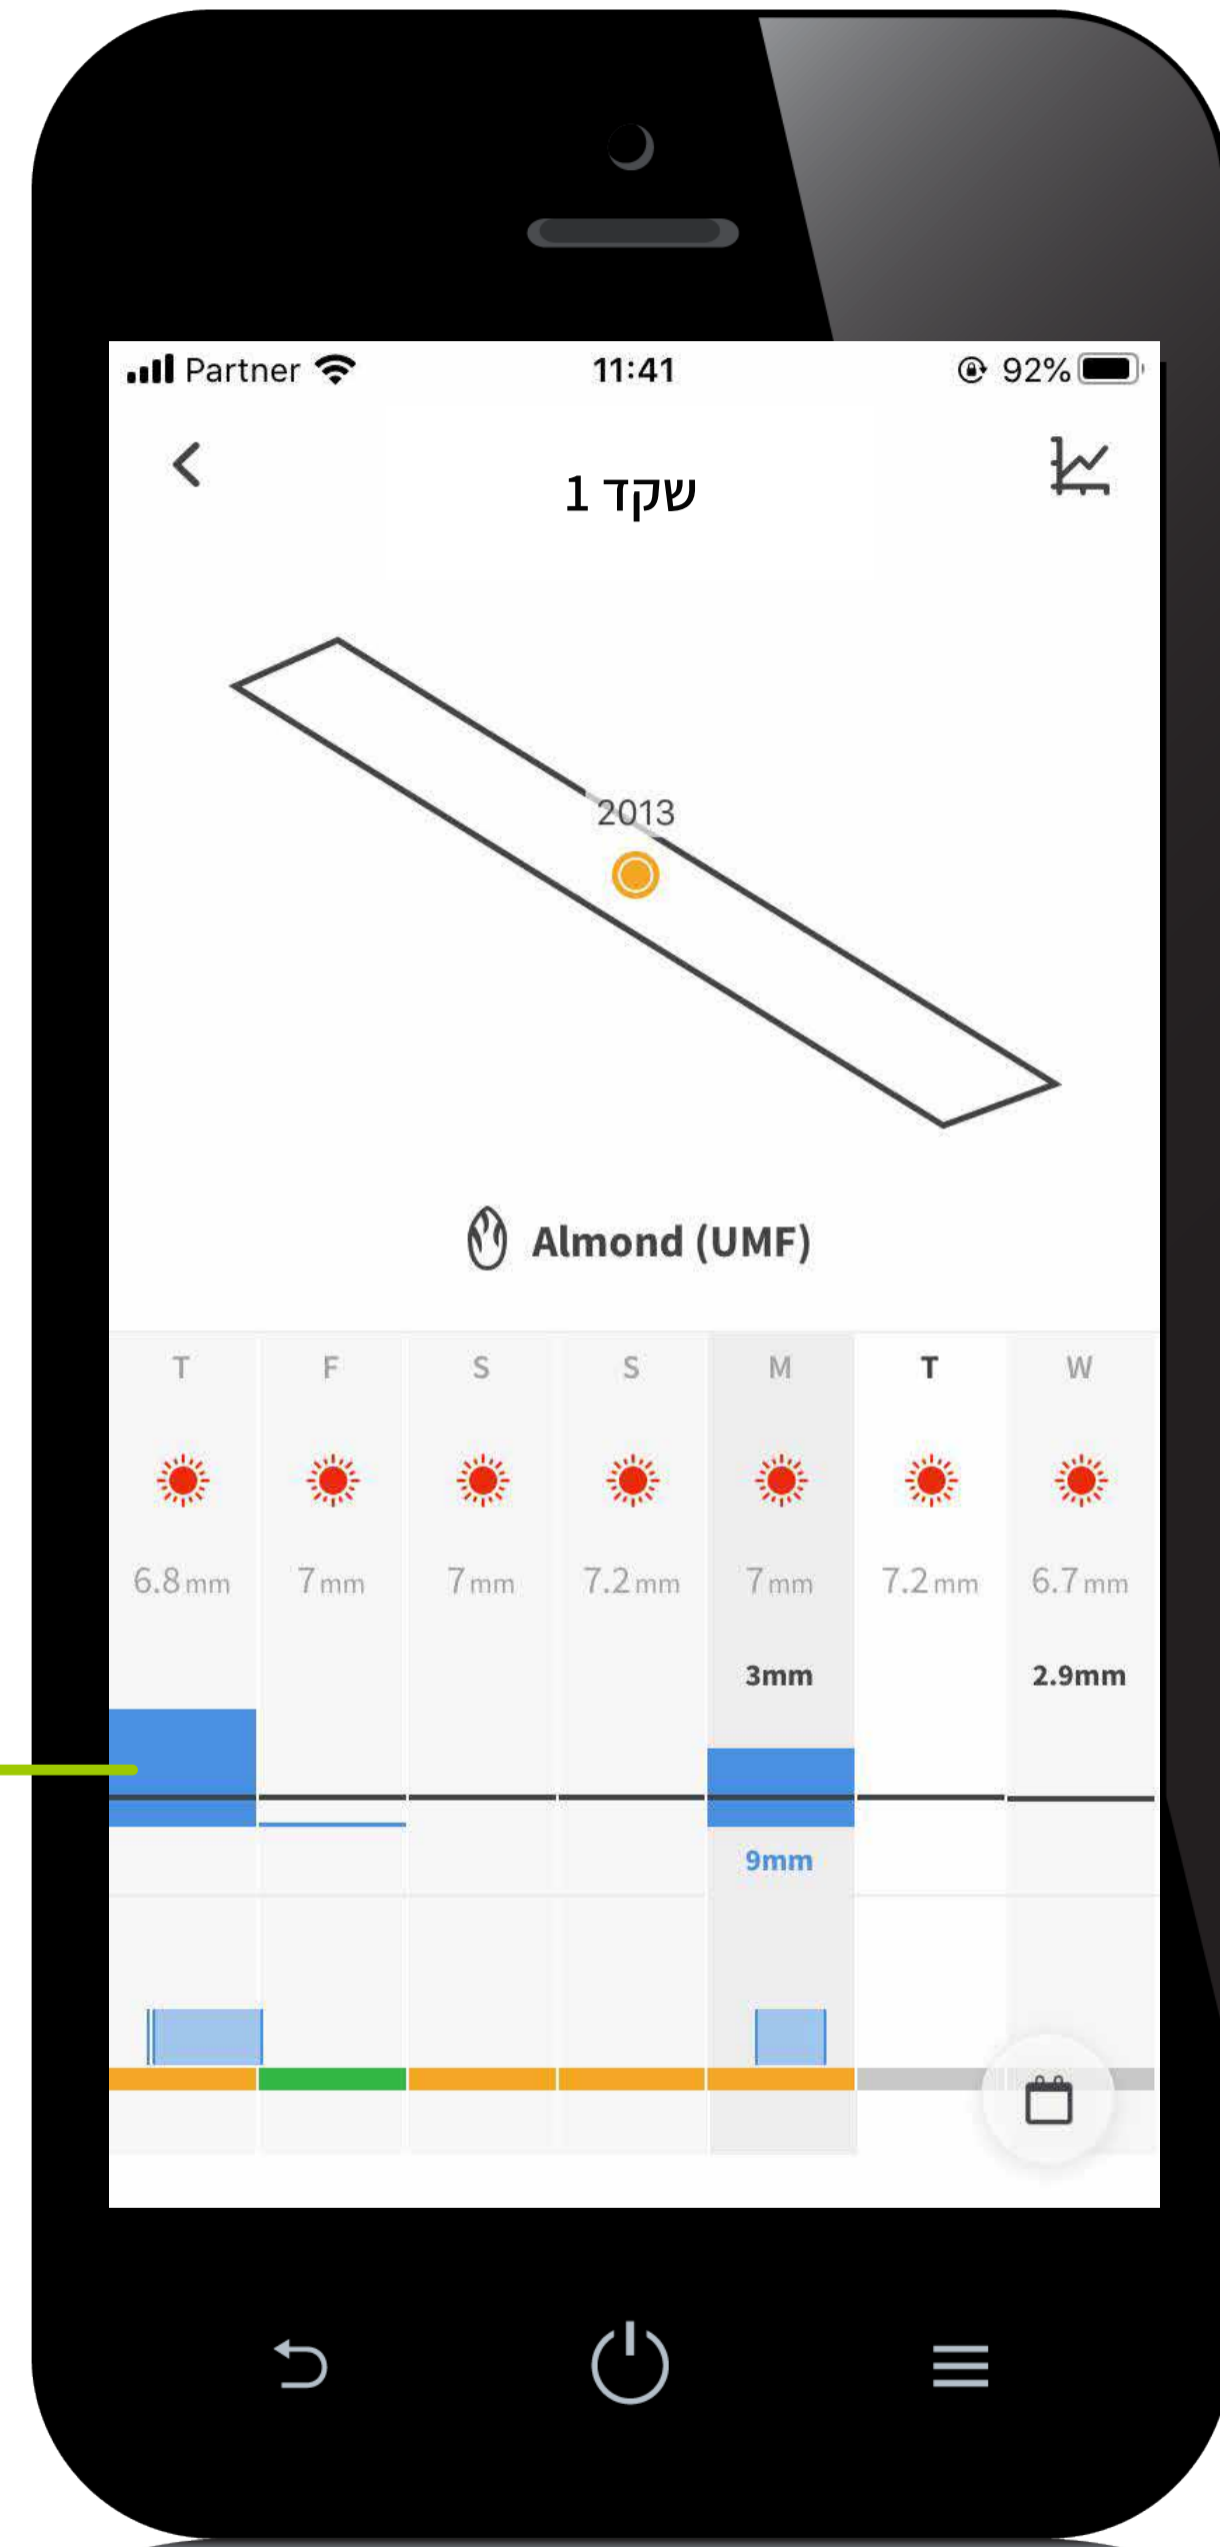 Partner 11:41 92%
שקד 1
2013
Almond (UMF)
T F S S M T W
6.8mm 7mm 7mm 7.2mm 7mm 7.2mm 6.7mm
3mm 2.9mm
9mm